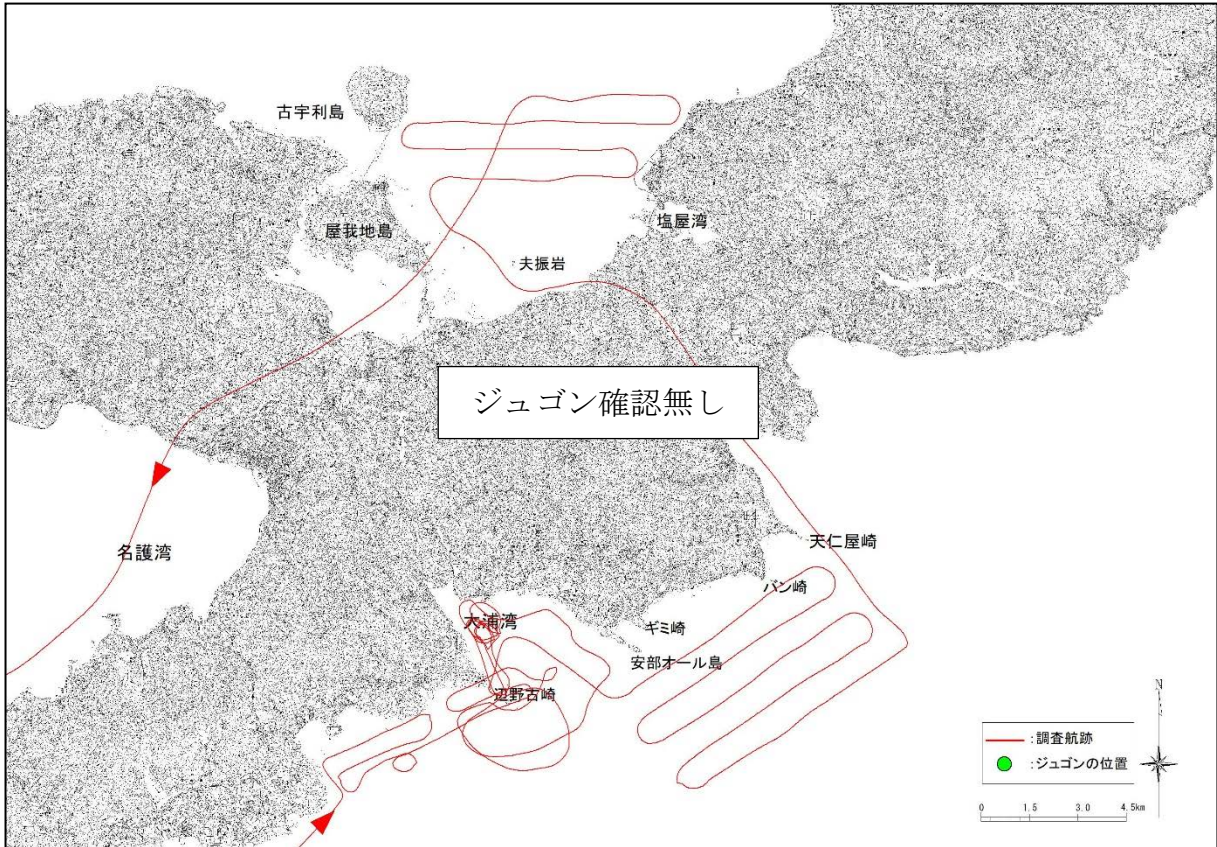 古宇利島
屋我地島
塩屋湾
夫振岩
ジュゴン確認無し
名護湾
天仁屋崎
バン崎
大浦湾
ギミ崎
安部オール島
辺野古崎
N
:調査航跡
:ジュゴンの位置
0 1.5 3.0 4.5km